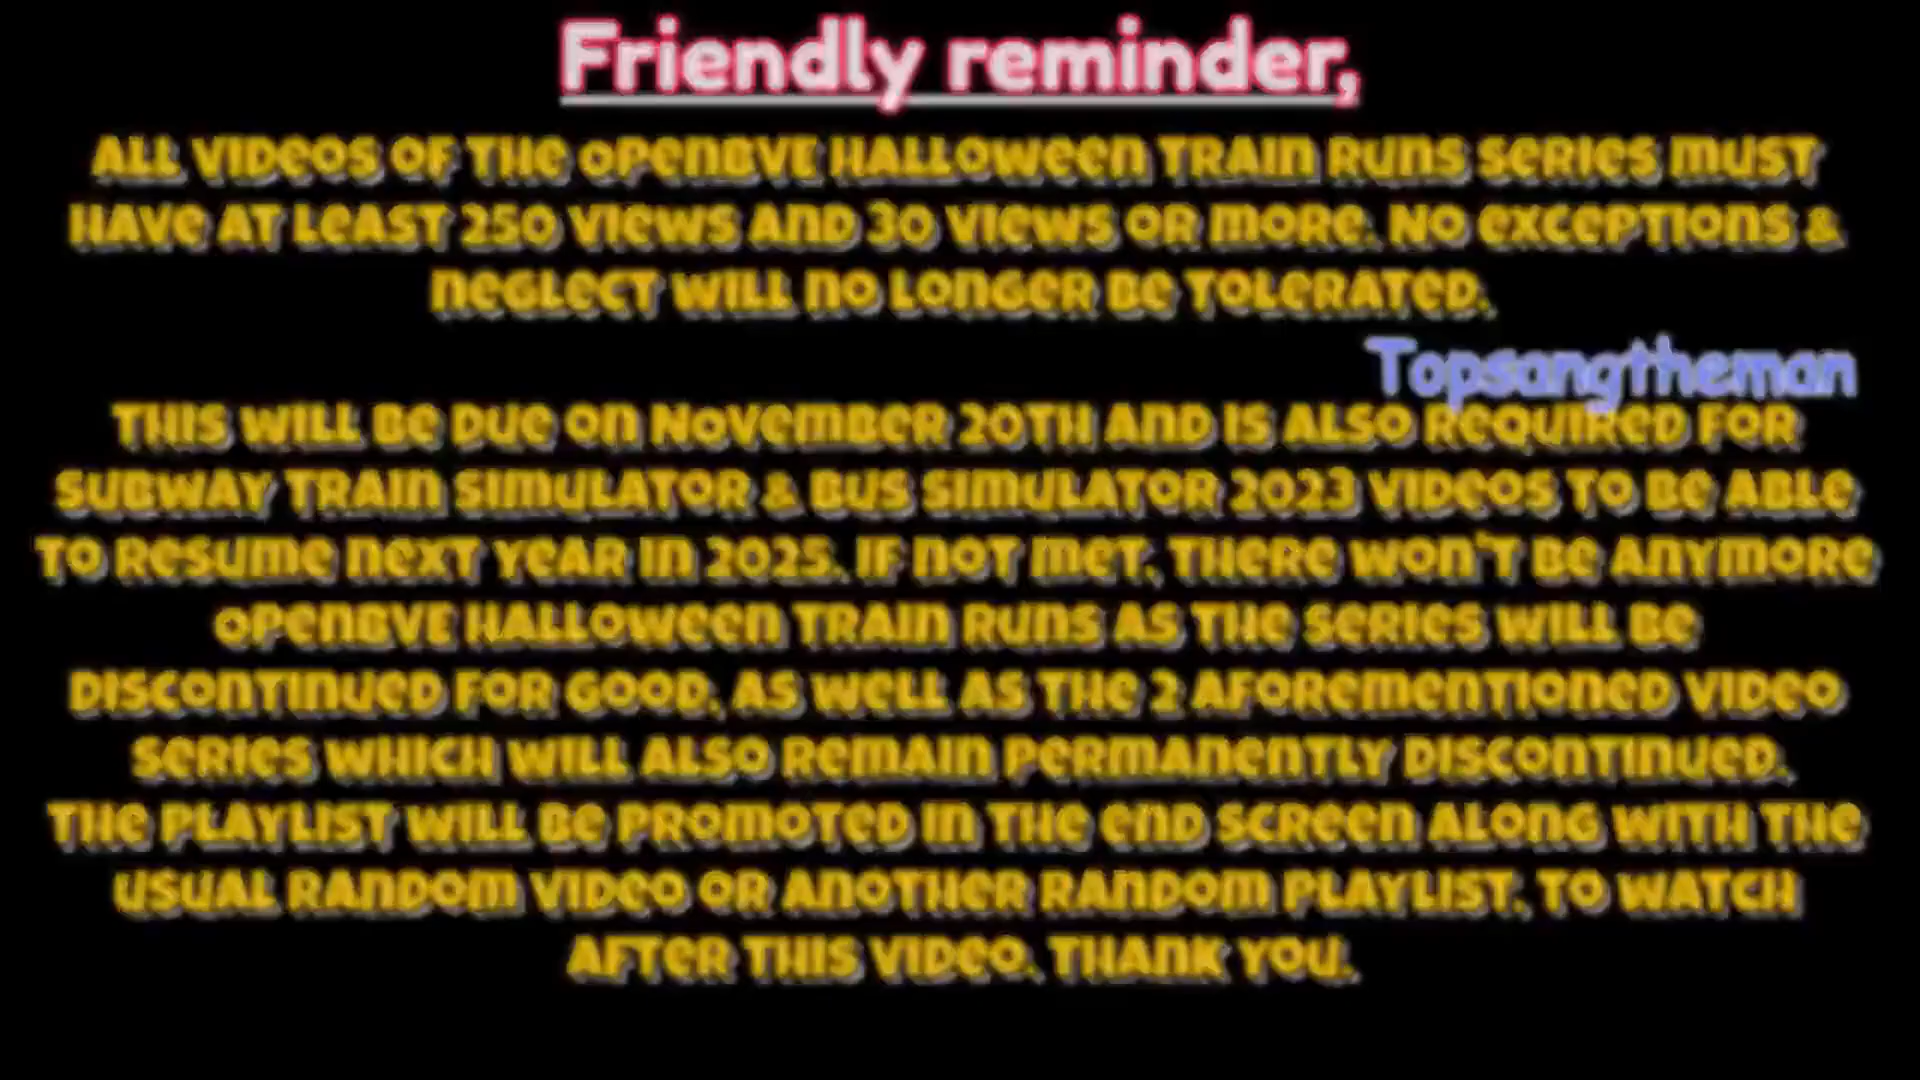 Friendly reminder,
ALL VIDEOS OF THE OPENBVE HALLOWEEN TRAIN RUNS SERIES MUST
HAVE AT LEAST 250 VIEWS AND 30 VIEWS OR MORE. NO EXCEPTIONS &
NEGLECT WILL NO LONGER BE TOLERATED.
Topsangtheman
THIS WILL BE DUE ON NOVEMBER 20TH AND IS ALSO REQUIRED FOR
SUBWAY TRAIN SIMULATOR & BUS SIMULATOR 2023 VIDEOS TO BE ABLE
TO RESUME NEXT YEAR IN 2025. IF NOT MET, THERE WON'T BE ANYMORE
OPENBVE HALLOWEEN TRAIN RUNS AS THE SERIES WILL BE
DISCONTINUED FOR GOOD, AS WELL AS THE 2 AFOREMENTIONED VIDEO
SERIES WHICH WILL ALSO REMAIN PERMANENTLY DISCONTINUED.
THE PLAYLIST WILL BE PROMOTED IN THE END SCREEN ALONG WITH THE
USUAL RANDOM VIDEO OR ANOTHER RANDOM PLAYLIST, TO WATCH
AFTER THIS VIDEO. THANK YOU.